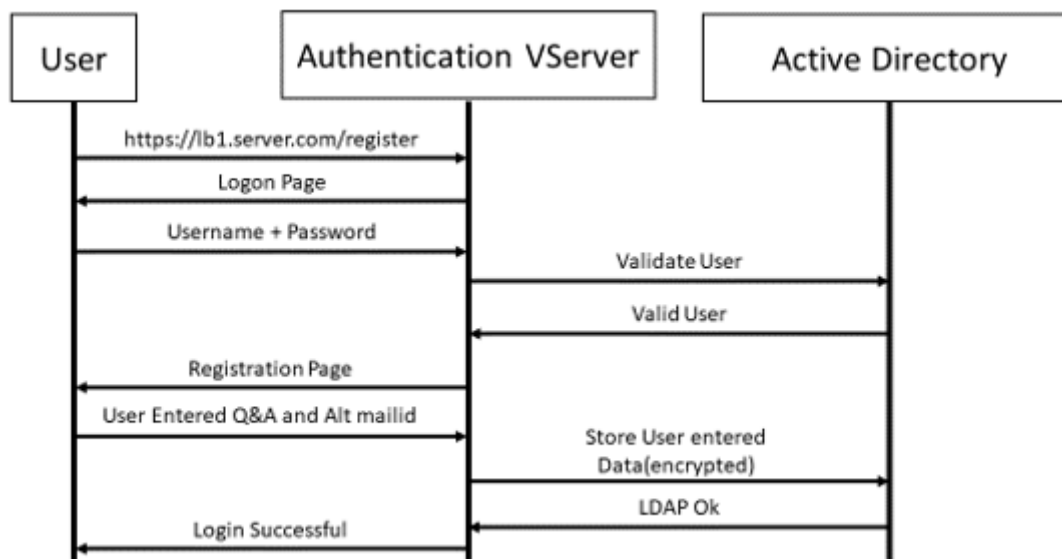 User
Authentication VServer
Active Directory
https://lb1.server.com/register
Logon Page
Username + Password
Validate User
Valid User
Registration Page
User Entered Q&A and Alt mailid
Store User entered
Data(encrypted)
LDAP Ok
Login Successful